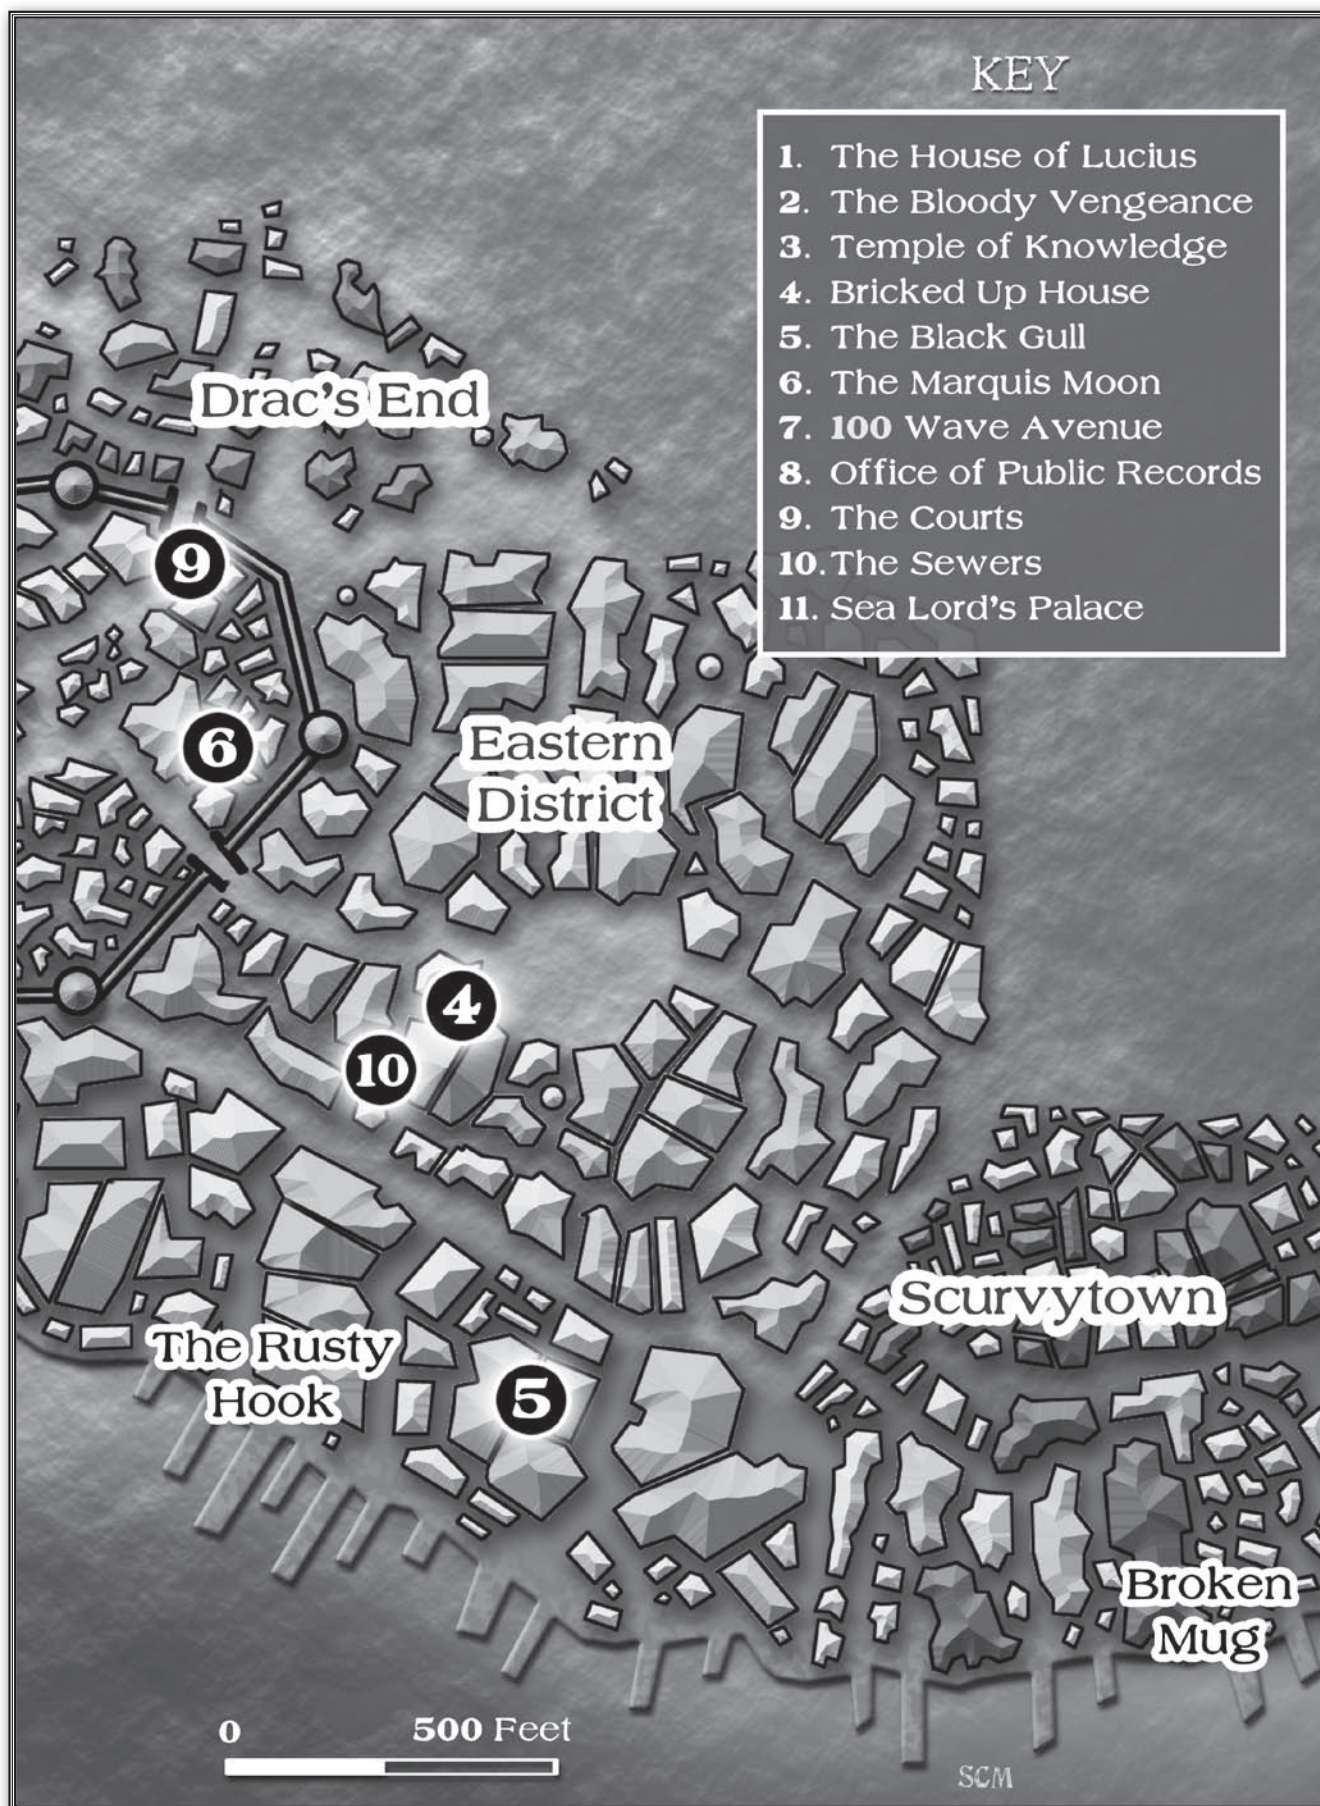 KEY
1. The House of Lucius
2. The Bloody Vengeance
3. Temple of Knowledge
4. Bricked Up House
5. The Black Gull
6. The Marquis Moon
7. 100 Wave Avenue
8. Office of Public Records
9. The Courts
10. The Sewers
11. Sea Lord's Palace
Drac's End
9
6
Eastern
District
4
10
Scurvytown
The Rusty
Hook
5
Broken
Mug
0 500 Feet
SCM